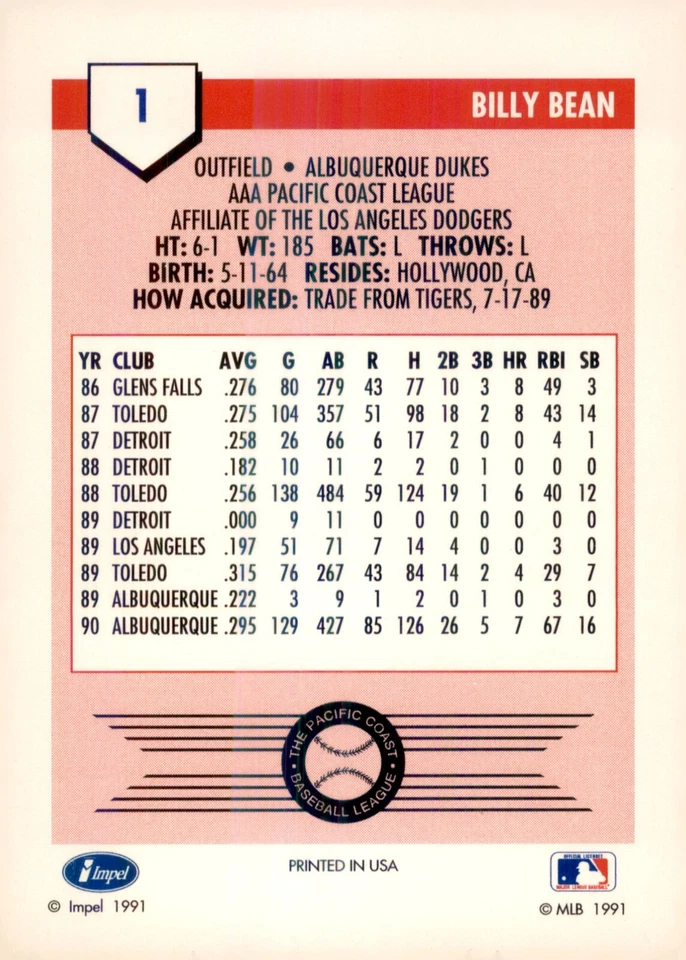 1
BILLY BEAN
OUTFIELD • ALBUQUERQUE DUKES
AAA PACIFIC COAST LEAGUE
AFFILIATE OF THE LOS ANGELES DODGERS
HT: 6-1 WT: 185 BATS: L THROWS: L
BIRTH: 5-11-64 RESIDES: HOLLYWOOD, CA
HOW ACQUIRED: TRADE FROM TIGERS, 7-17-89
YR CLUB AVG G AB R H 2B 3B HR RBI SB
86 GLENS FALLS .276 80 279 43 77 10 3 8 49 3
87 TOLEDO .275 104 357 51 98 18 2 8 43 14
87 DETROIT .258 26 66 6 17 2 0 0 4 1
88 DETROIT .182 10 11 2 2 0 1 0 0 0
88 TOLEDO .256 138 484 59 124 19 1 6 40 12
89 DETROIT .000 9 11 0 0 0 0 0 0 0
89 LOS ANGELES .197 51 71 7 14 4 0 0 3 0
89 TOLEDO .315 76 267 43 84 14 2 4 29 7
89 ALBUQUERQUE .222 3 9 1 2 0 1 0 3 0
90 ALBUQUERQUE .295 129 427 85 126 26 5 7 67 16
• THE PACIFIC COAST •
BASEBALL LEAGUE
Impel
© Impel 1991
PRINTED IN USA
OFFICIAL LICENSEE
MAJOR LEAGUE BASEBALL
© MLB 1991